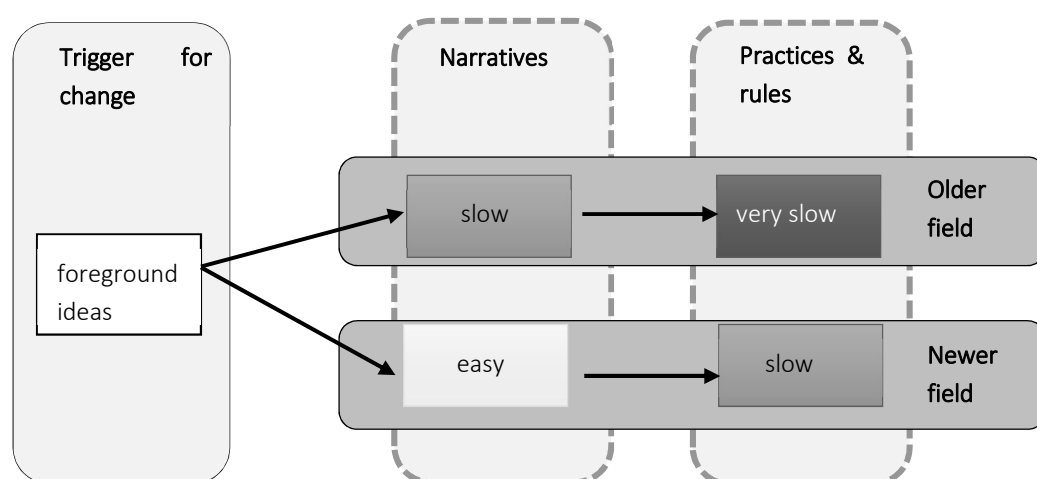 Trigger for
change
Narratives
Practices &
rules
slow
very slow
Older
field
foreground
ideas
easy
slow
Newer
field